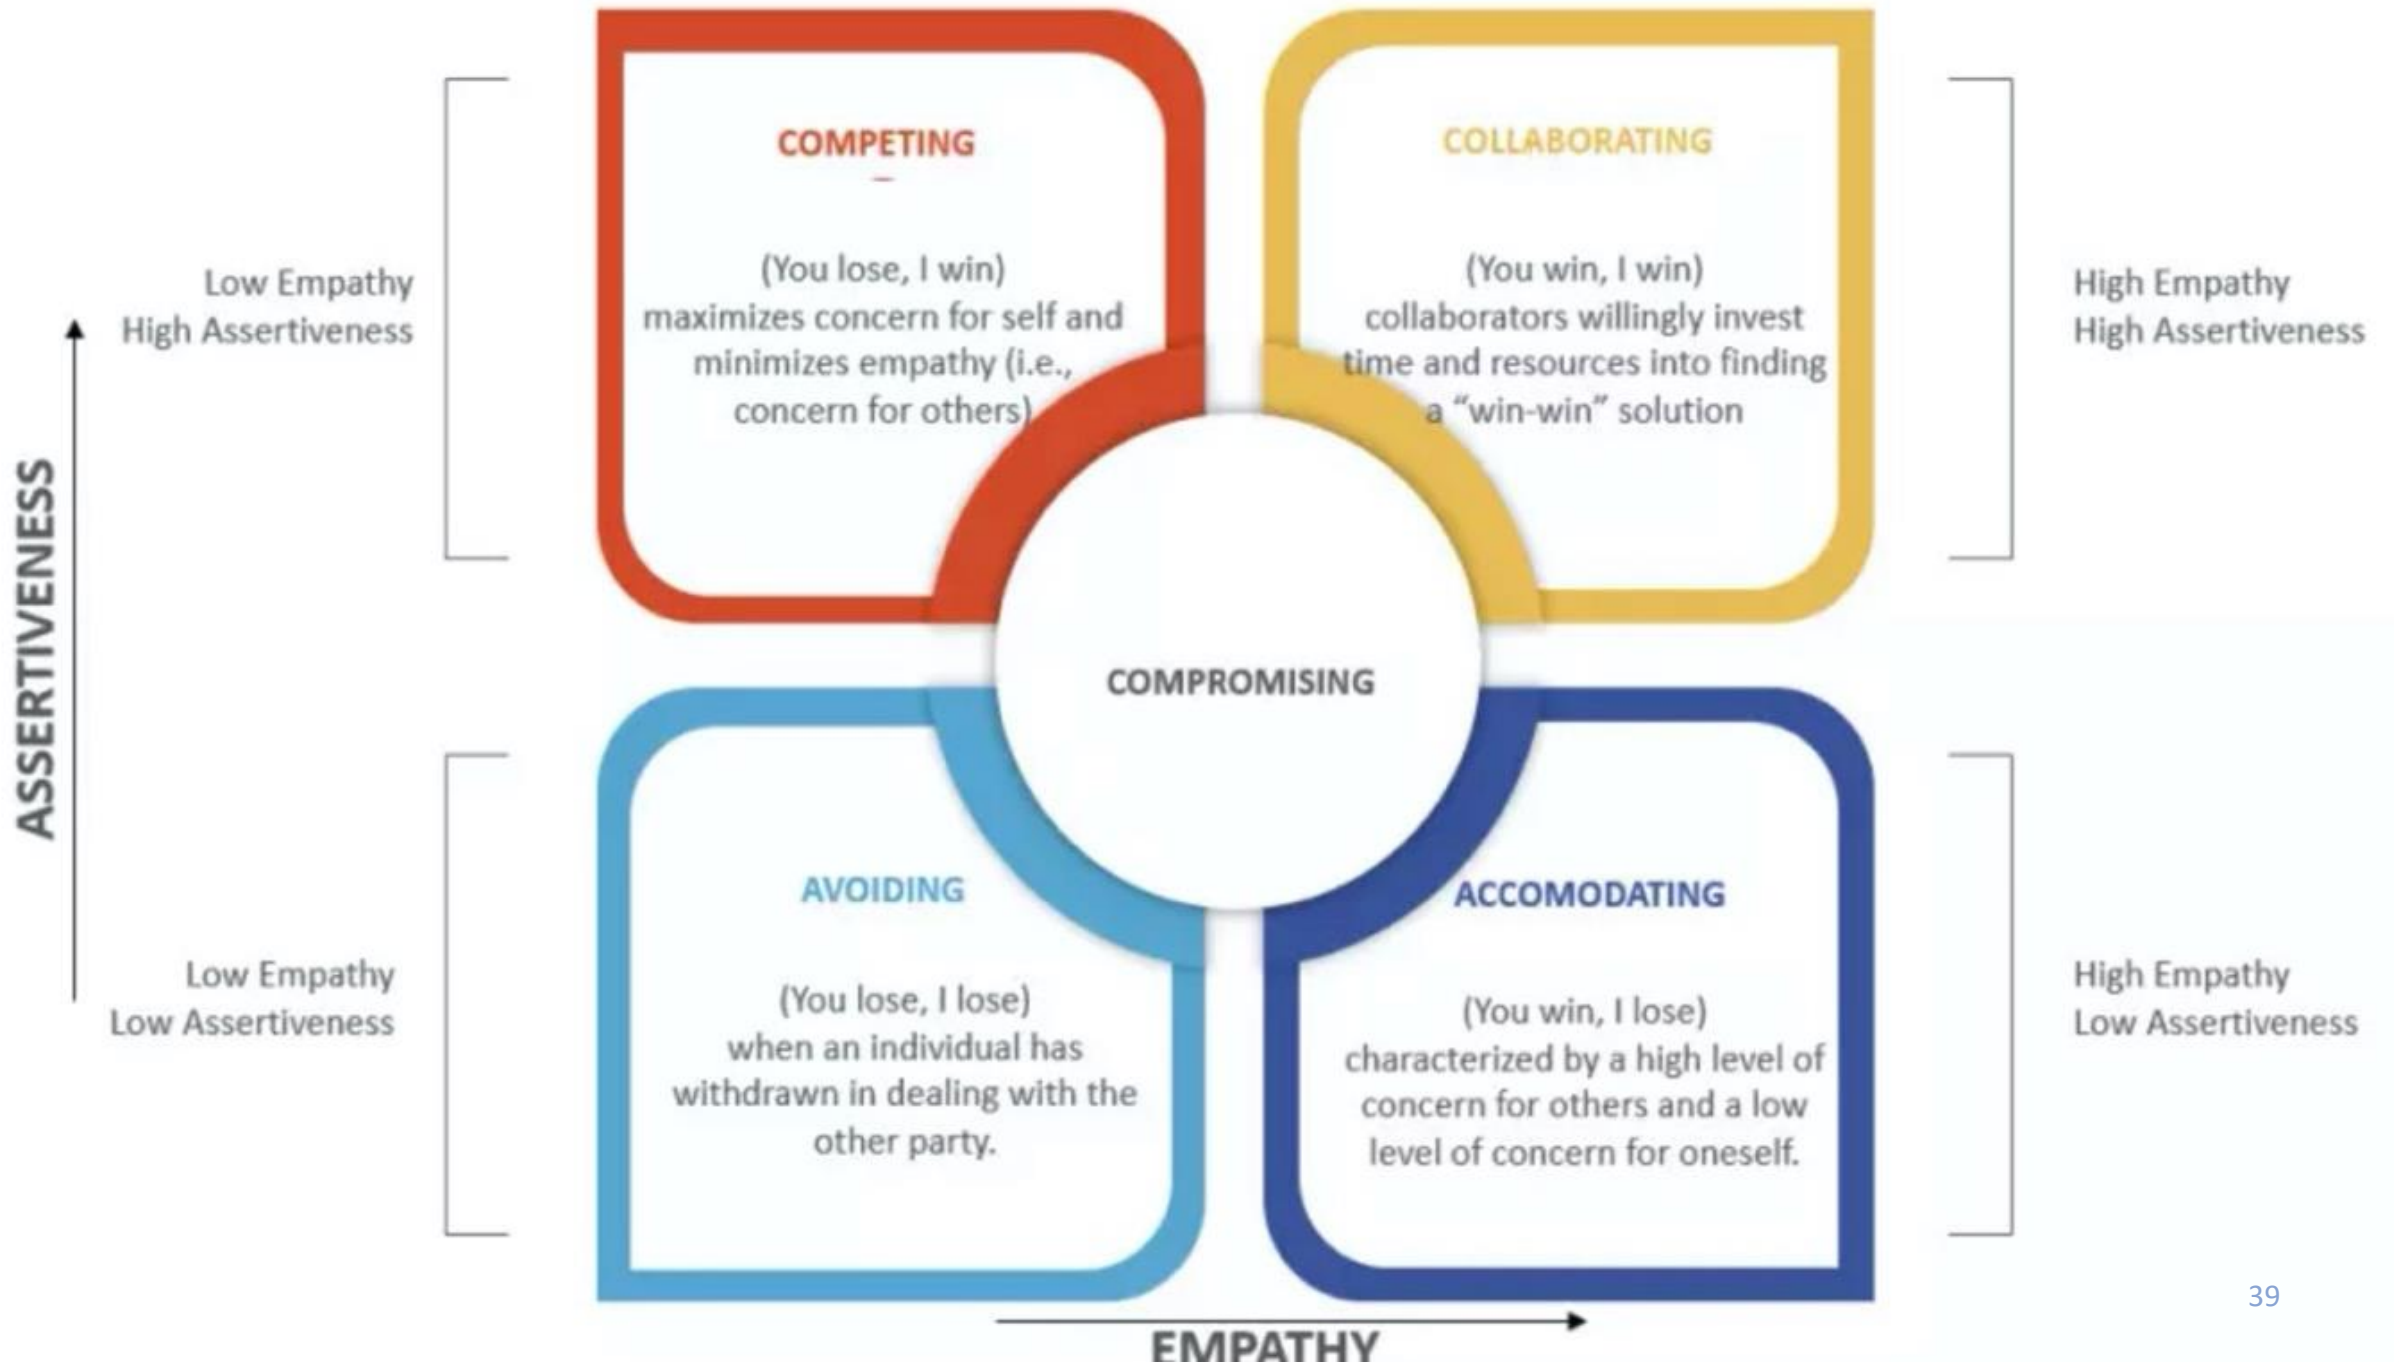 COMPETING
(You lose, I win)
maximizes concern for self and
minimizes empathy (i.e.,
concern for others)
COLLABORATING
(You win, I win)
collaborators willingly invest
time and resources into finding
a “win-win” solution
Low Empathy
High Assertiveness
High Empathy
High Assertiveness
ASSERTIVENESS
COMPROMISING
AVOIDING
(You lose, I lose)
when an individual has
withdrawn in dealing with the
other party.
ACCOMODATING
(You win, I lose)
characterized by a high level of
concern for others and a low
level of concern for oneself.
Low Empathy
Low Assertiveness
High Empathy
Low Assertiveness
39
EMPATHY